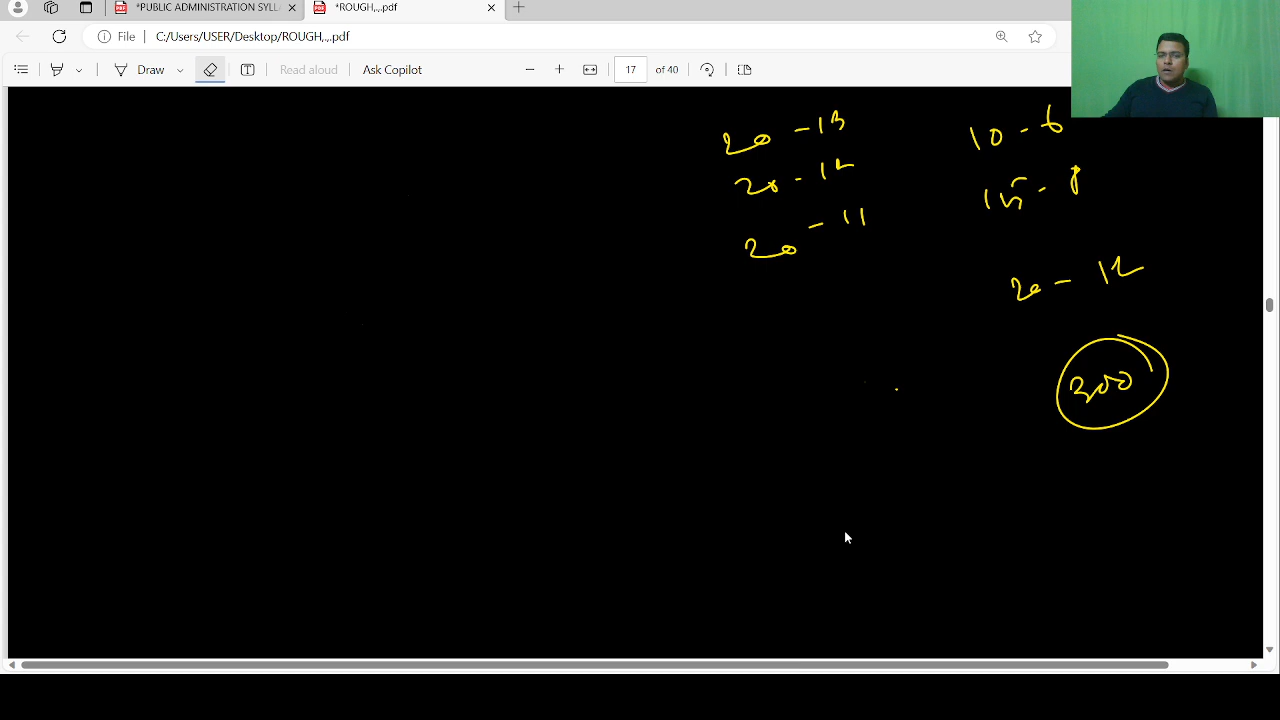 *PUBLIC ADMINISTRATION SYLL
*ROUGH,,,.pdf
File
C:/Users/USER/Desktop/ROUGH,,,.pdf
Draw
Read aloud
Ask Copilot
17 of 40
20 - 13
20 - 12
20 - 11
10 - 6
15 - 8
20 - 12
300